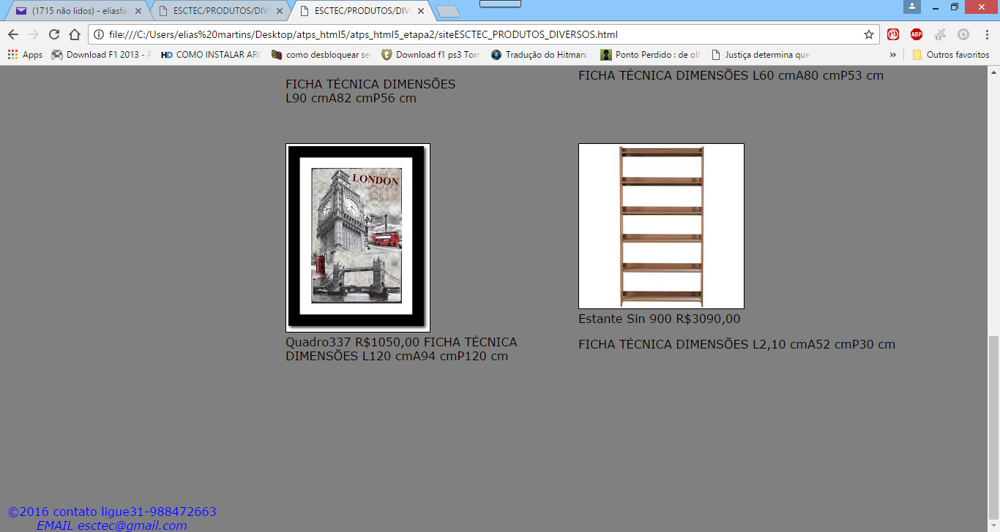 (1715 não lidos) - eliasfa
ESCTEC/PRODUTOS/DIV
ESCTEC/PRODUTOS/DIV
file:///C:/Users/elias%20martins/Desktop/atps_html5/atps_html5_etapa2/siteESCTEC_PRODUTOS_DIVERSOS.html
ABP
Apps
Download F1 2013 - F
HD COMO INSTALAR ARC
como desbloquear se
Download f1 ps3 Torr
Tradução do Hitman:
Ponto Perdido : de oll
Justiça determina que
»
Outros favoritos
FICHA TÉCNICA DIMENSÕES
L90 cmA82 cmP56 cm
FICHA TÉCNICA DIMENSÕES L60 cmA80 cmP53 cm
LONDON
Quadro337 R$1050,00 FICHA TÉCNICA
DIMENSÕES L120 cmA94 cmP120 cm
Estante Sin 900 R$3090,00
FICHA TÉCNICA DIMENSÕES L2,10 cmA52 cmP30 cm
©2016 contato ligue31-988472663
EMAIL esctec@gmail.com